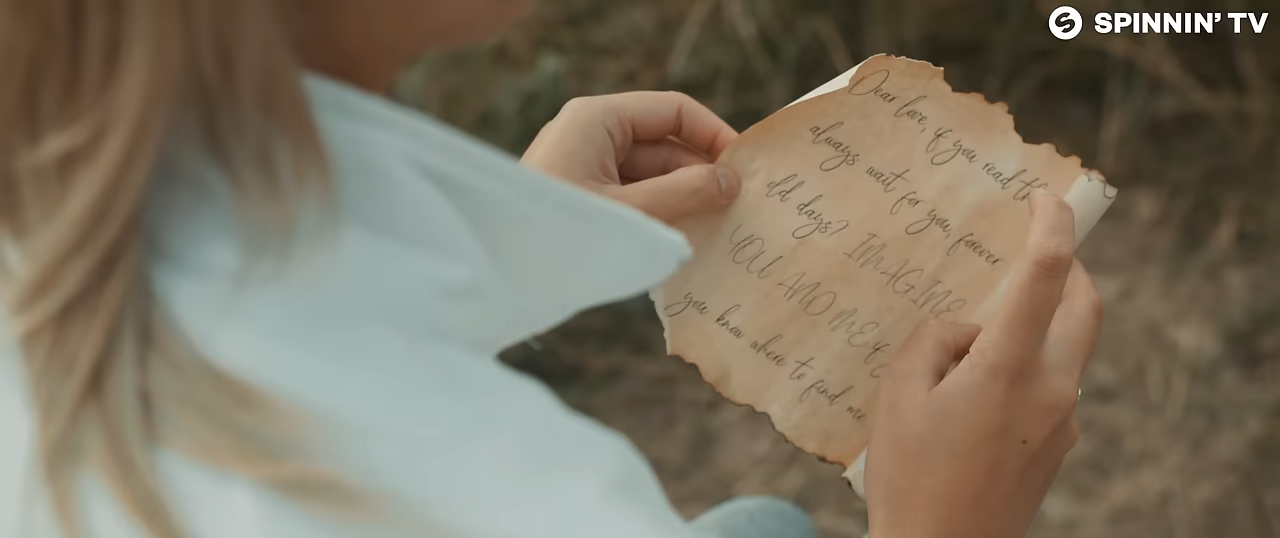 SPINNIN' TV
Dear love, if you read th
always wait for you, forever
old days? IMAGINE
YOU AND ME
you know where to find me